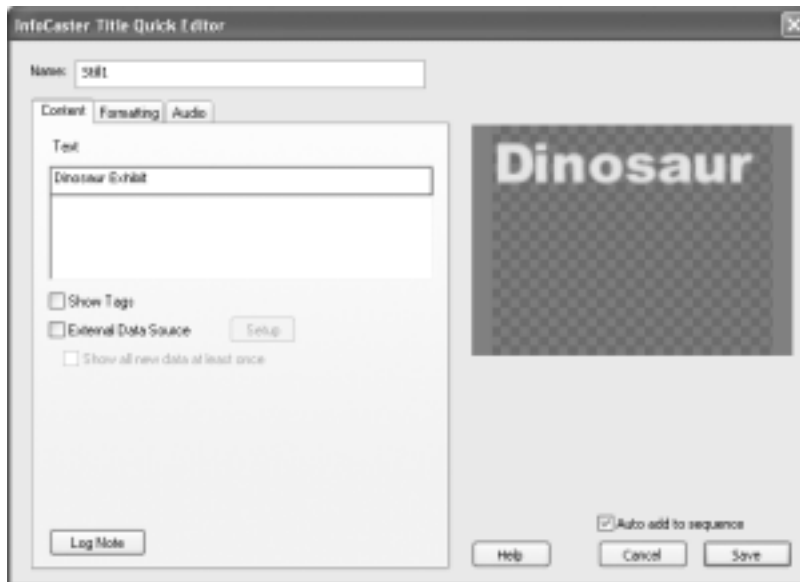 InfoCaster Title Quick Editor
Name: Still1
Content Formatting Audio
Text
Dinosaur Exhibit
Dinosaur
Show Tags
External Data Source Setup
Show all new data at least once
Auto add to sequence
Log Note Help Cancel Save